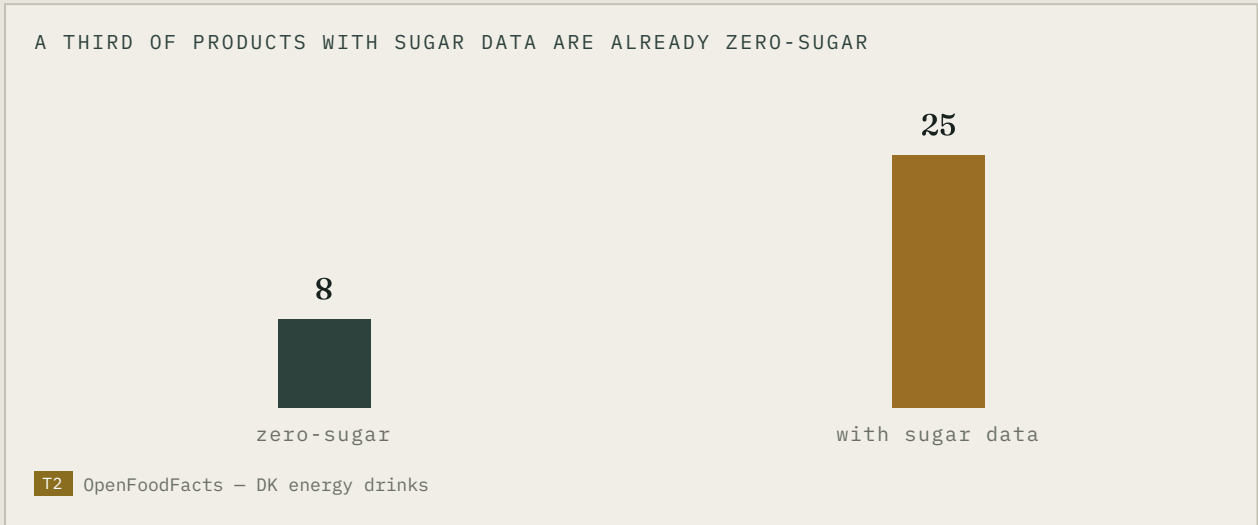 A THIRD OF PRODUCTS WITH SUGAR DATA ARE ALREADY ZERO-SUGAR
25
8
zero-sugar
with sugar data
T2 OpenFoodFacts — DK energy drinks